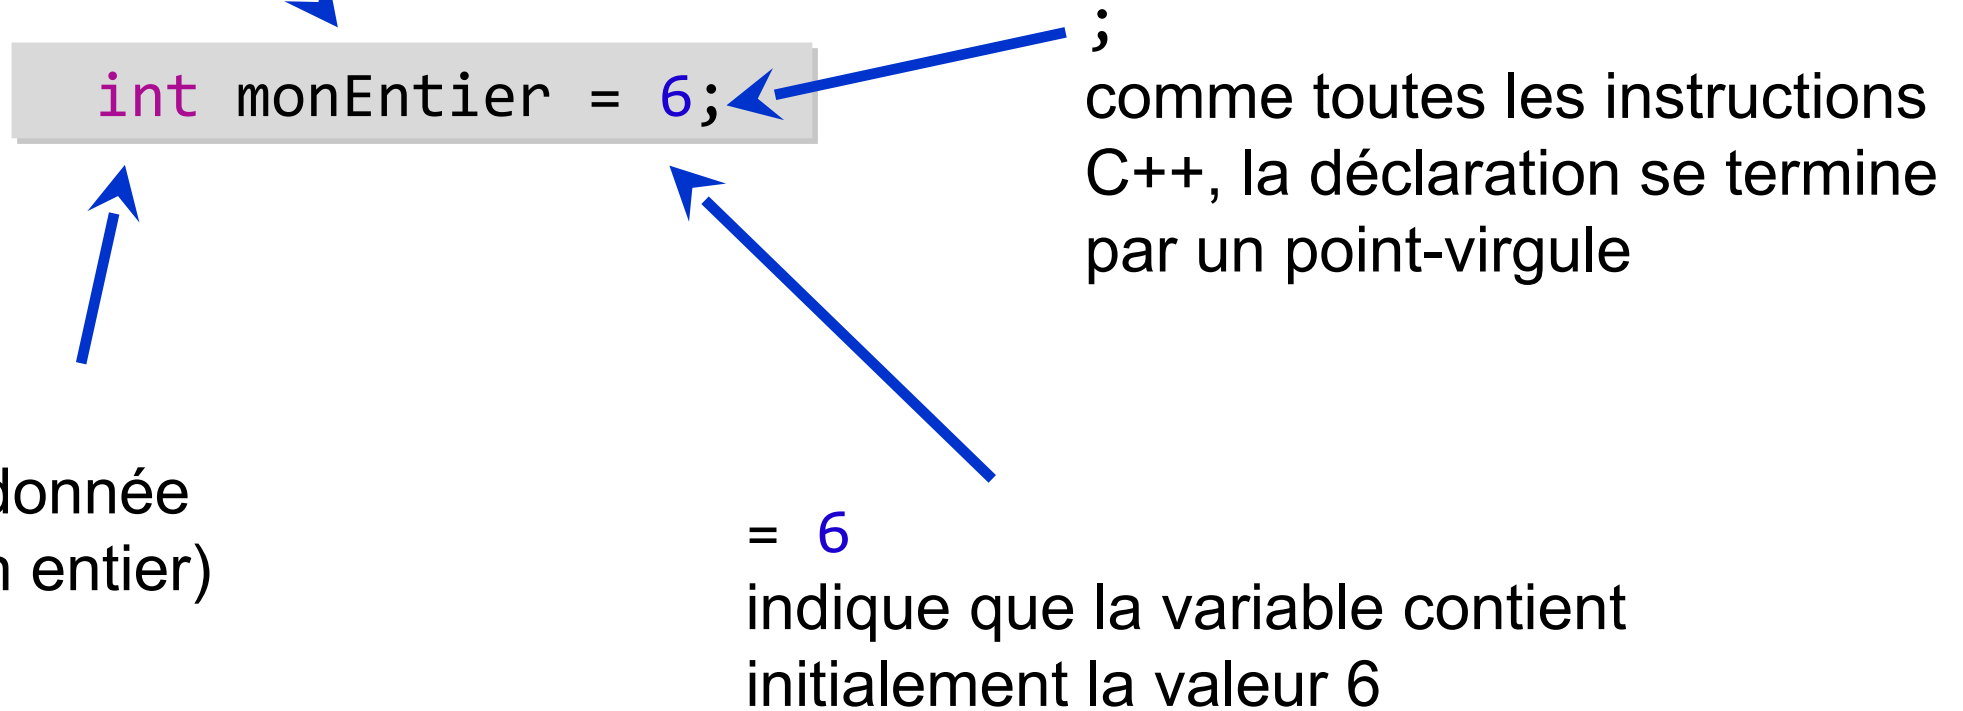 int monEntier = 6;
;
comme toutes les instructions
C++, la déclaration se termine
par un point-virgule
donnée
entier)
= 6
indique que la variable contient
initialement la valeur 6